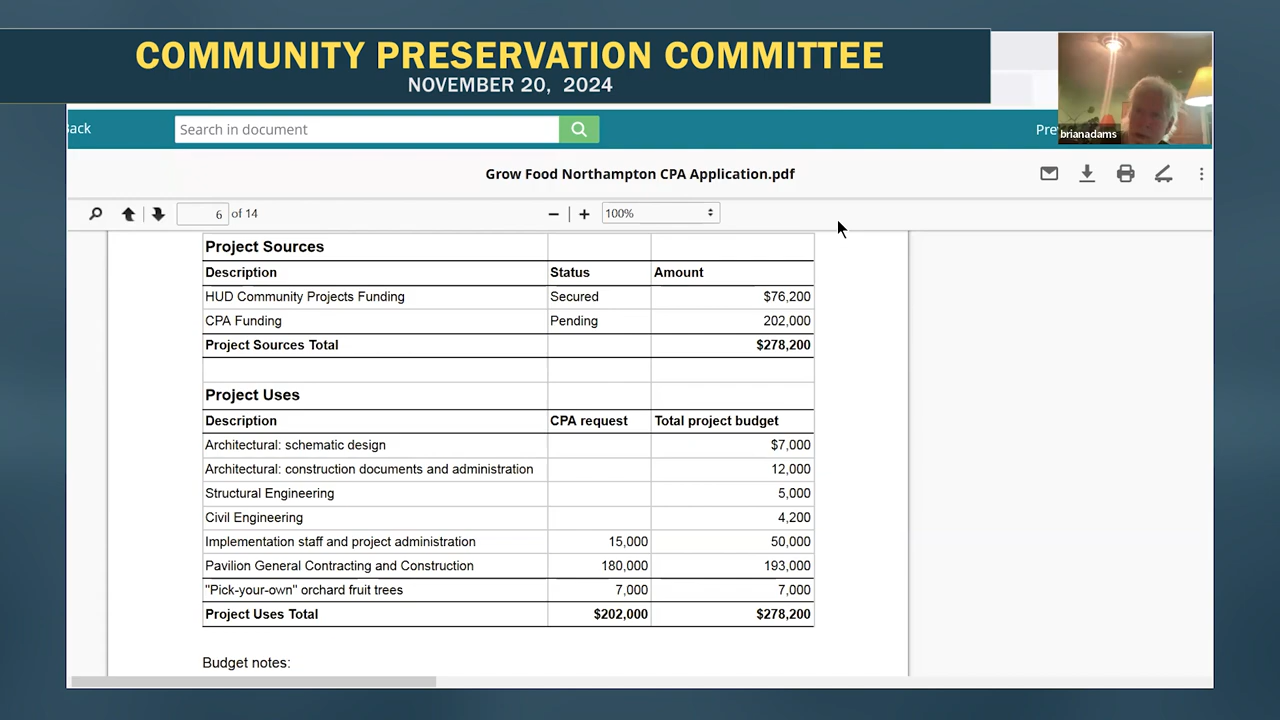 COMMUNITY PRESERVATION COMMITTEE
NOVEMBER 20, 2024
brianadams
Back
Search in document
Pre
Grow Food Northampton CPA Application.pdf
6 of 14
100%
Project Sources
Description Status Amount
HUD Community Projects Funding Secured $76,200
CPA Funding Pending 202,000
Project Sources Total $278,200
Project Uses
Description CPA request Total project budget
Architectural: schematic design $7,000
Architectural: construction documents and administration 12,000
Structural Engineering 5,000
Civil Engineering 4,200
Implementation staff and project administration 15,000 50,000
Pavilion General Contracting and Construction 180,000 193,000
"Pick-your-own" orchard fruit trees 7,000 7,000
Project Uses Total $202,000 $278,200
Budget notes: